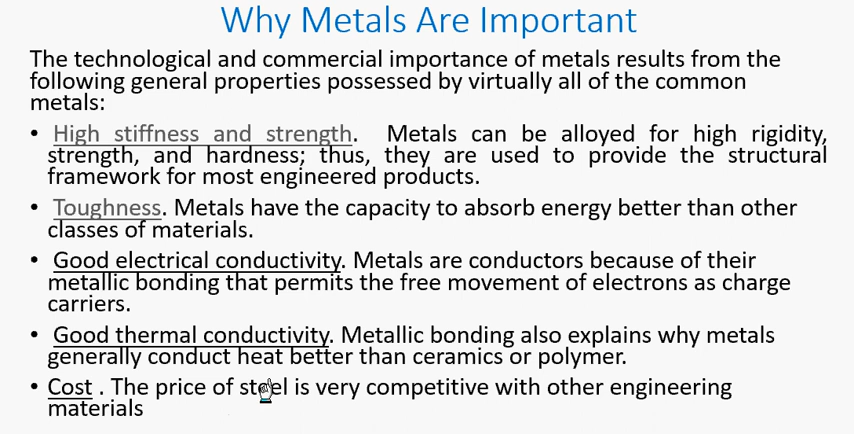 Why Metals Are Important
The technological and commercial importance of metals results from the
following general properties possessed by virtually all of the common
metals:
• High stiffness and strength. Metals can be alloyed for high rigidity,
strength, and hardness; thus, they are used to provide the structural
framework for most engineered products.
• Toughness. Metals have the capacity to absorb energy better than other
classes of materials.
• Good electrical conductivity. Metals are conductors because of their
metallic bonding that permits the free movement of electrons as charge
carriers.
• Good thermal conductivity. Metallic bonding also explains why metals
generally conduct heat better than ceramics or polymer.
• Cost . The price of steel is very competitive with other engineering
materials